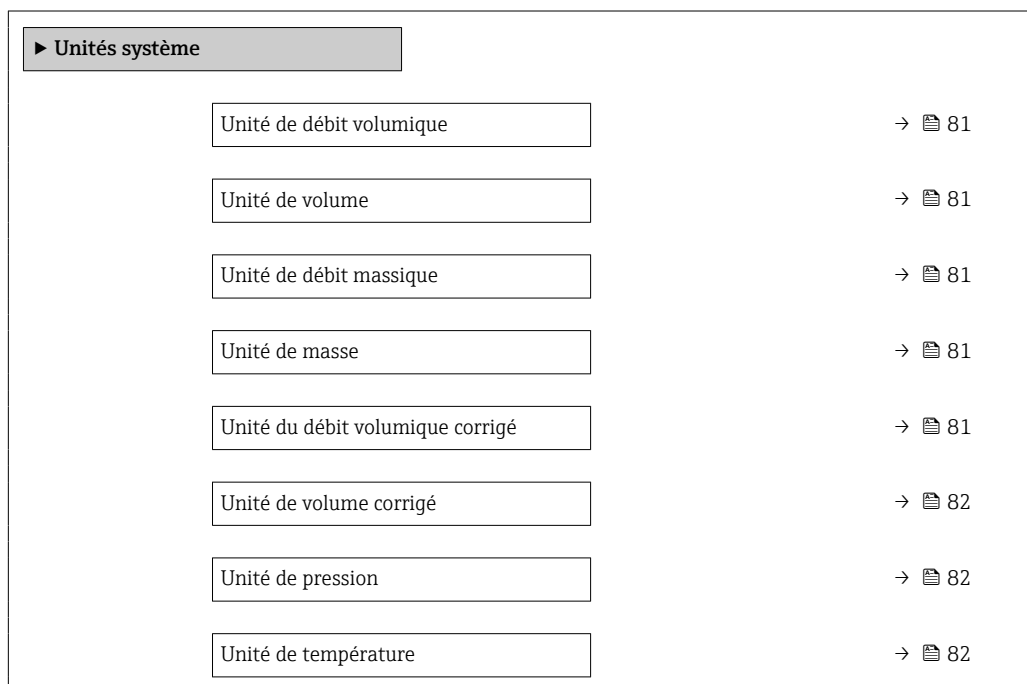 ▶ Unités système
Unité de débit volumique → 81
Unité de volume → 81
Unité de débit massique → 81
Unité de masse → 81
Unité du débit volumique corrigé → 81
Unité de volume corrigé → 82
Unité de pression → 82
Unité de température → 82